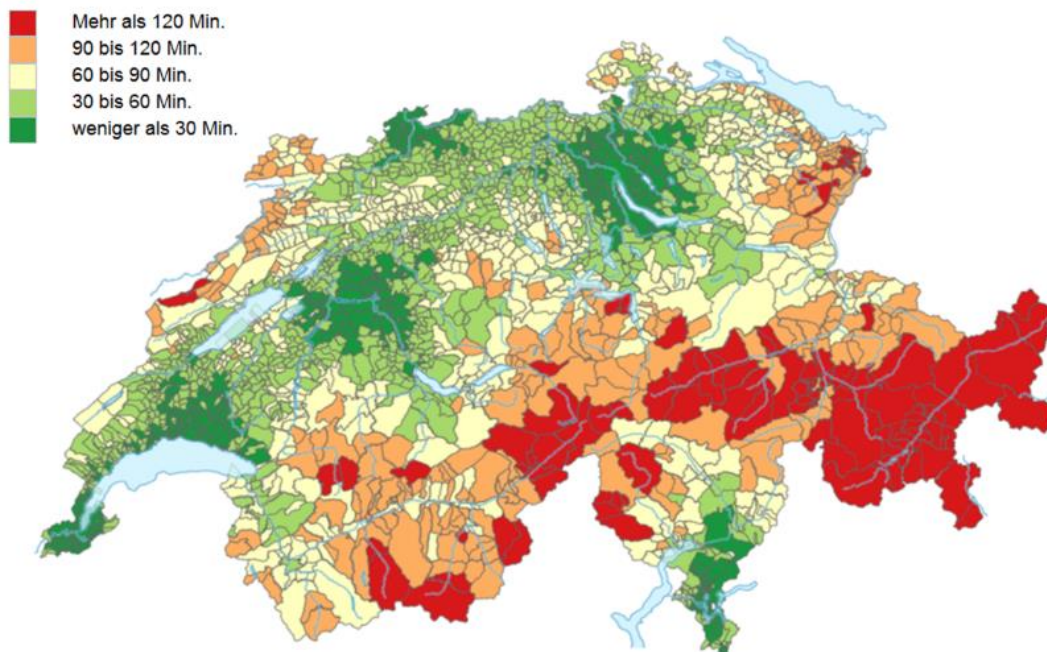 Mehr als 120 Min.
90 bis 120 Min.
60 bis 90 Min.
30 bis 60 Min.
weniger als 30 Min.